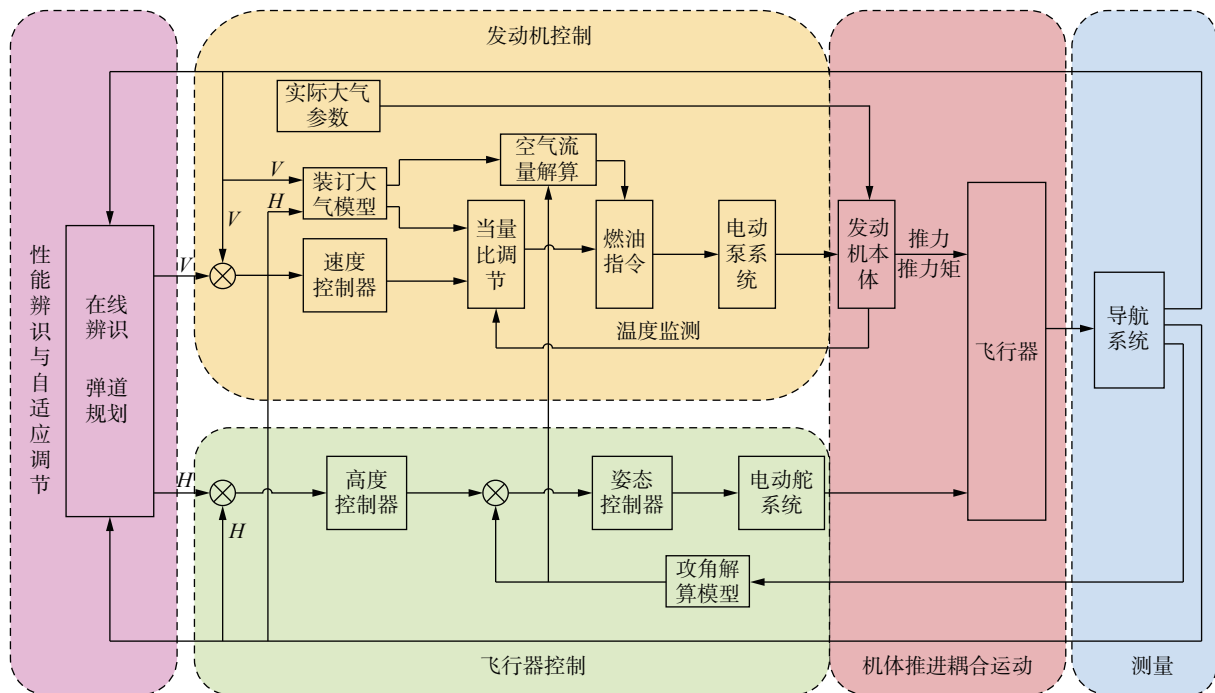 发动机控制
实际大气
参数
空气流
量解算
V
装订大
气模型
H
V
当量
比调
节
燃油
指令
电动
泵系
统
发动
机本
体
推力
推力矩
性能辨识与自适应调节
在线
辨识
弹道
规划
V
速度
控制器
温度监测
飞行器
导航
系统
H
高度
控制器
姿态
控制器
电动舵
系统
H
攻角解
算模型
飞行器控制
机体推进耦合运动
测量